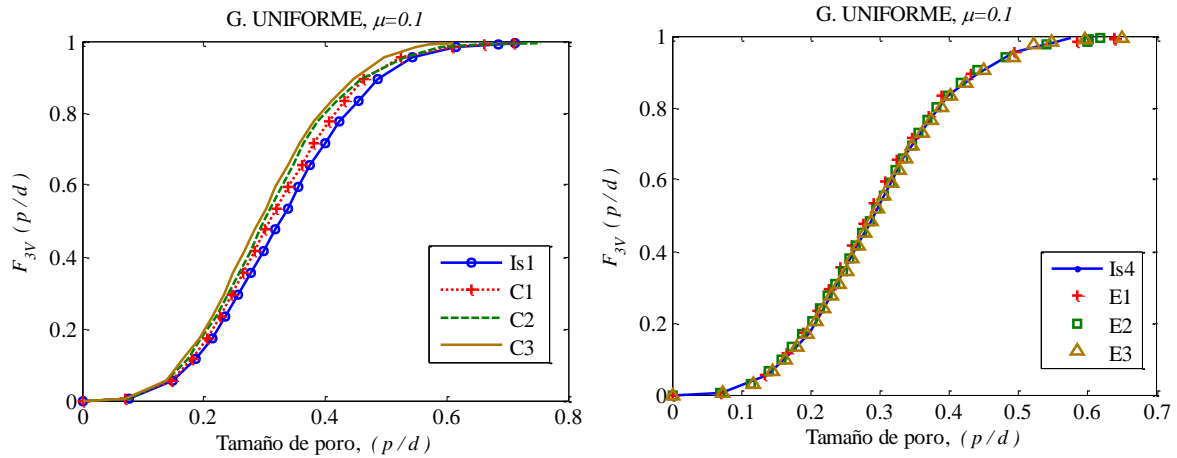 G. UNIFORME, μ=0.1
1
0.8
0.6
0.4
0.2
0
F3V (p/d)
0
0.2
0.4
0.6
0.8
Tamaño de poro, (p/d)
Is1
C1
C2
C3
G. UNIFORME, μ=0.1
1
0.8
0.6
0.4
0.2
0
F3V (p/d)
0
0.1
0.2
0.3
0.4
0.5
0.6
0.7
Tamaño de poro, (p/d)
Is4
E1
E2
E3